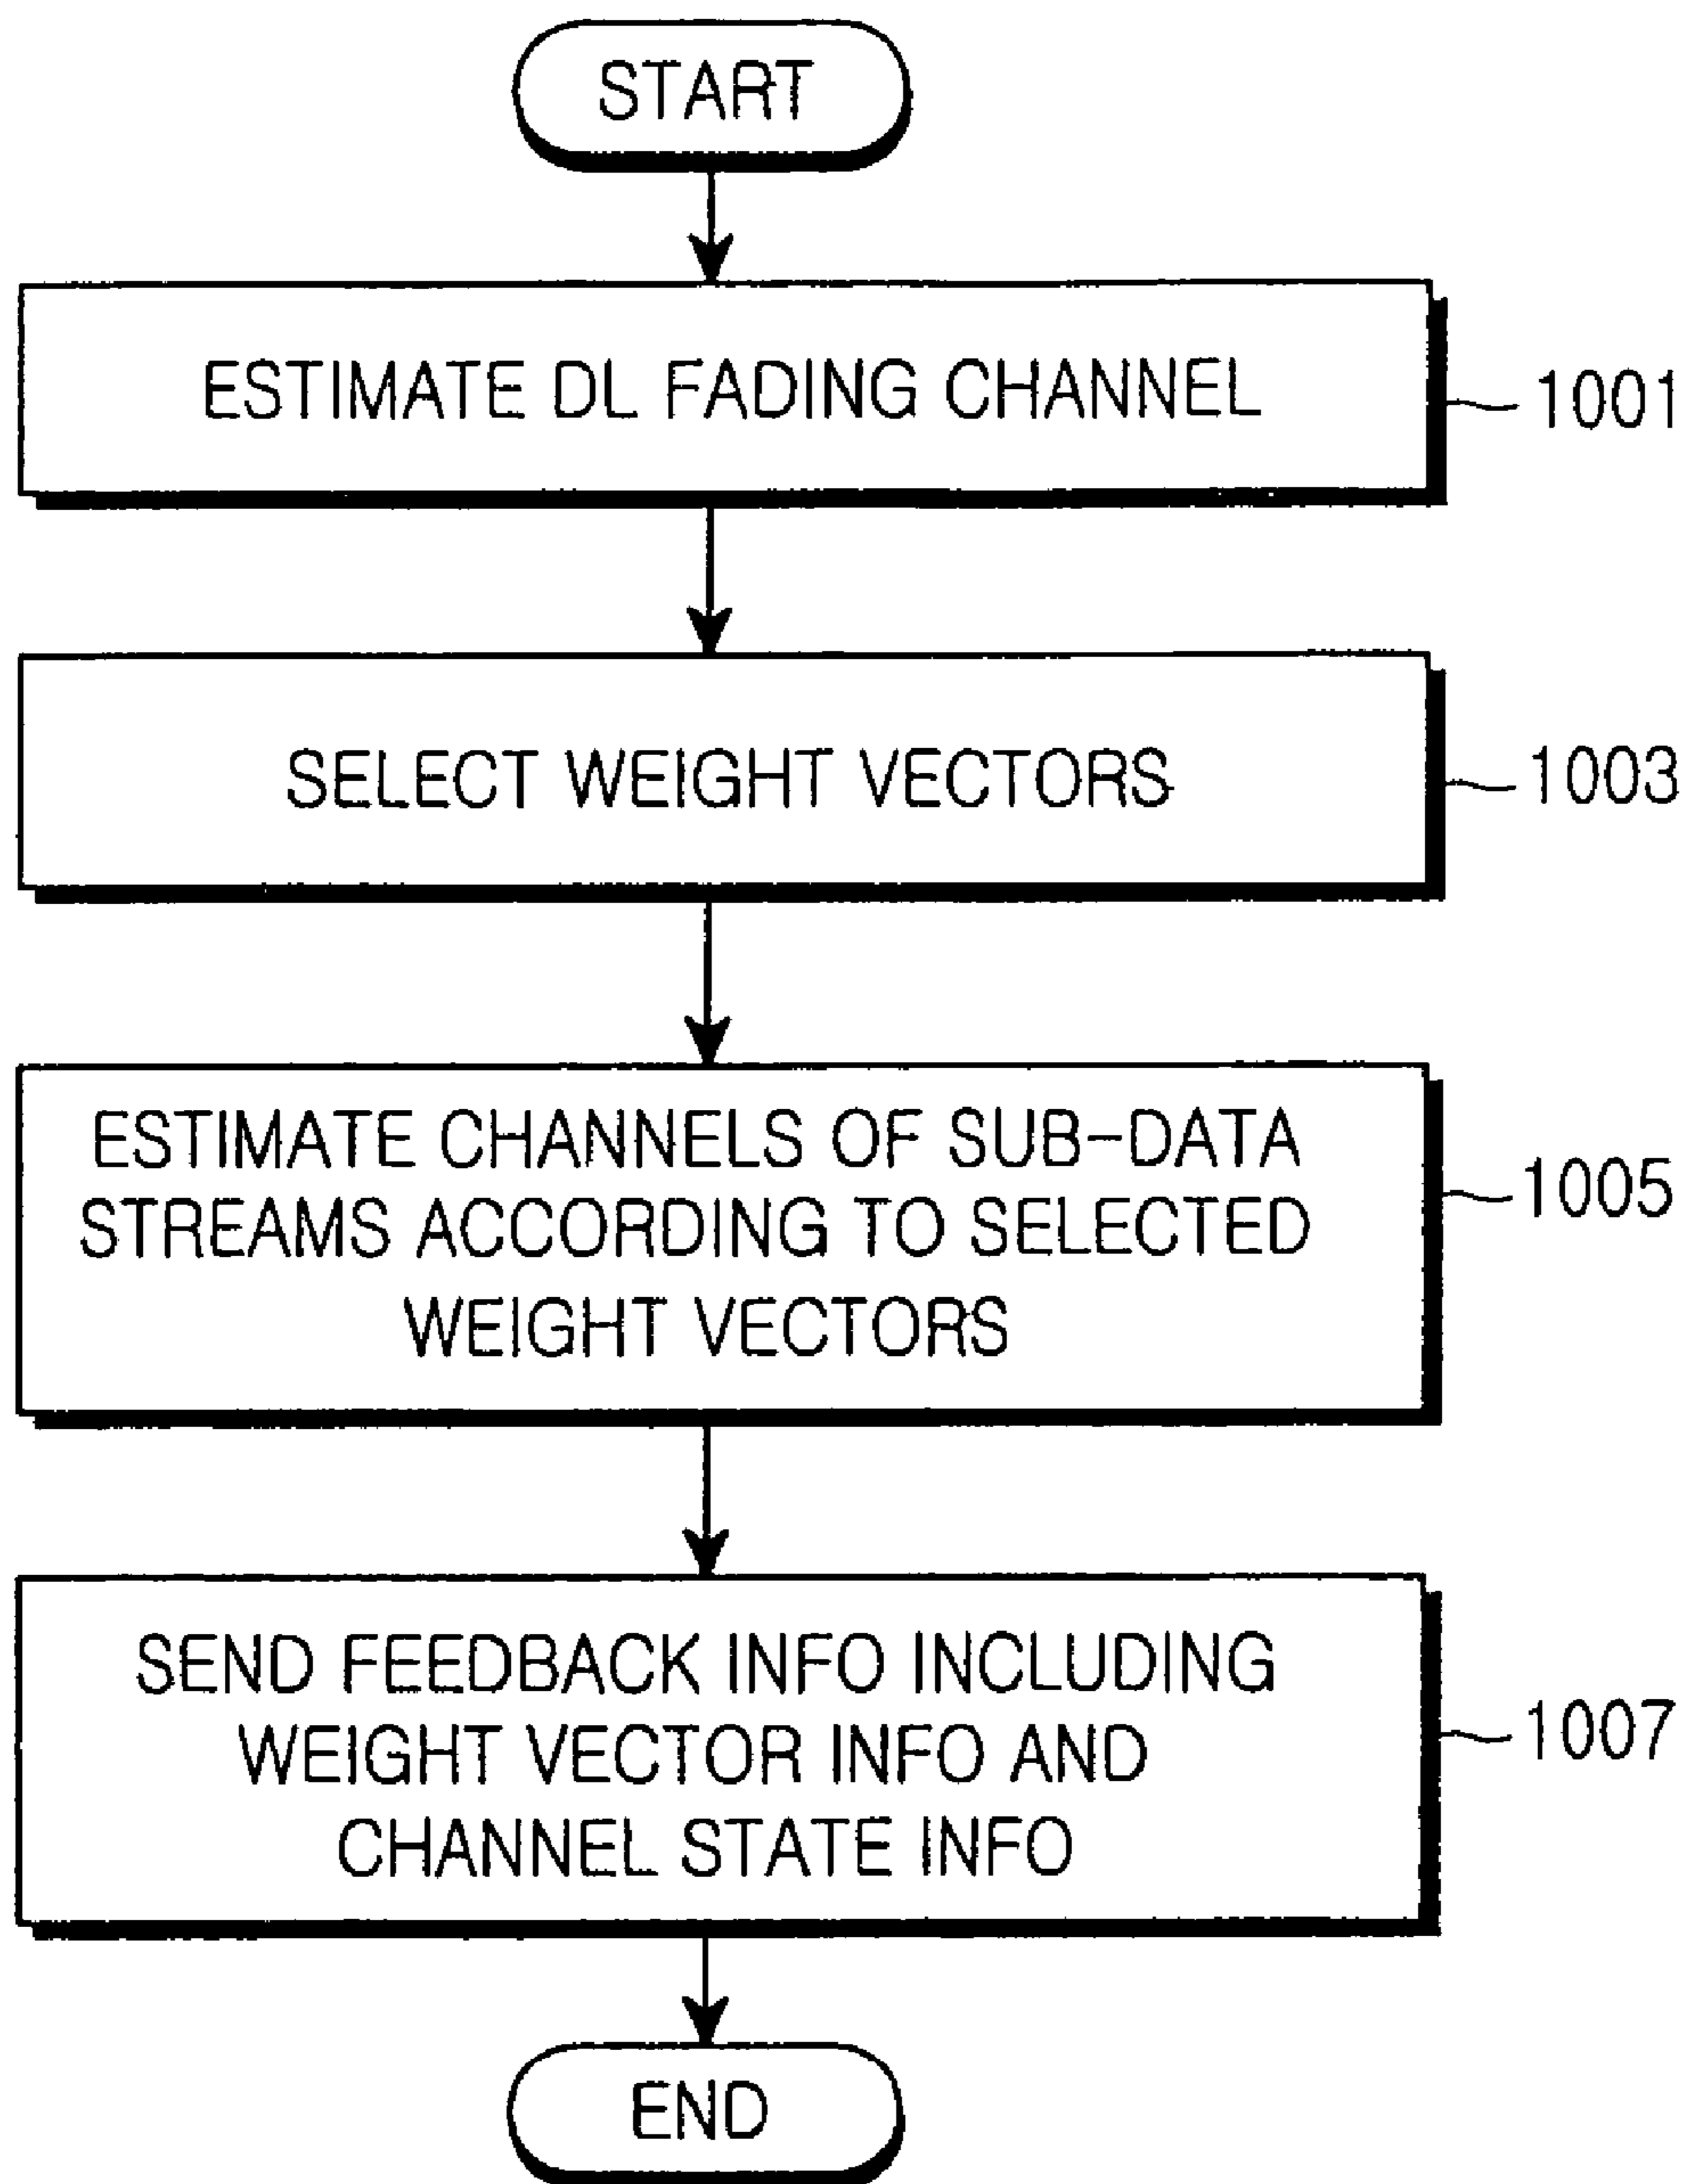 START
ESTIMATE DL FADING CHANNEL
1001
SELECT WEIGHT VECTORS
1003
ESTIMATE CHANNELS OF SUB-DATA
STREAMS ACCORDING TO SELECTED
WEIGHT VECTORS
1005
SEND FEEDBACK INFO INCLUDING
WEIGHT VECTOR INFO AND
CHANNEL STATE INFO
1007
END